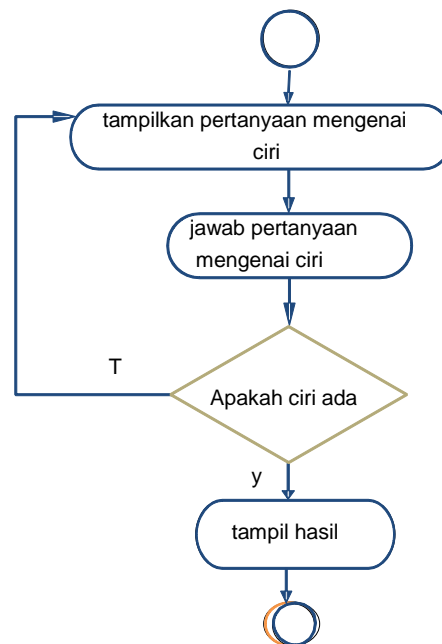 tampilkan pertanyaan mengenai
ciri
jawab pertanyaan
mengenai ciri
T
Apakah ciri ada
y
tampil hasil